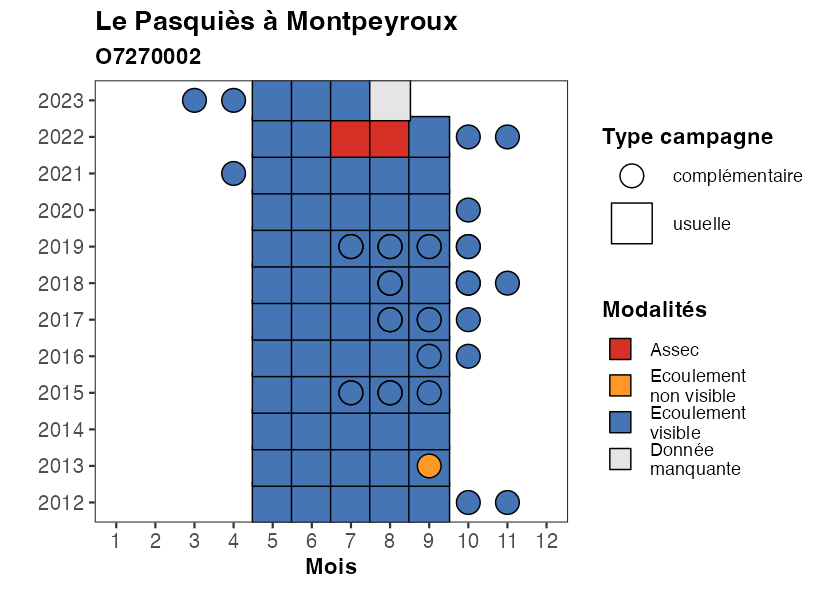 Le Pasquiès à Montpeyroux
O7270002
2023
2022
2021
2020
2019
2018
2017
2016
2015
2014
2013
2012
1 2 3 4 5 6 7 8 9 10 11 12
Mois
Type campagne
complémentaire
usuelle
Modalités
Assec
Ecoulement
non visible
Ecoulement
visible
Donnée
manquante